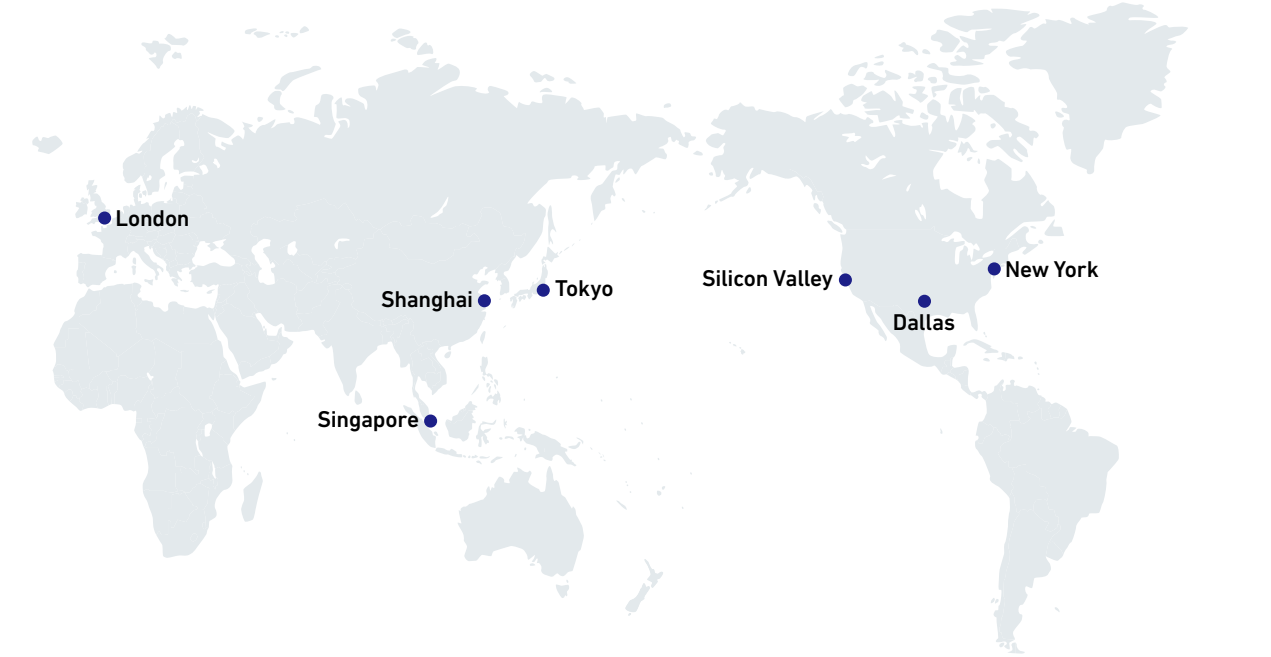 London
New York
Silicon Valley
Tokyo
Shanghai
Dallas
Singapore